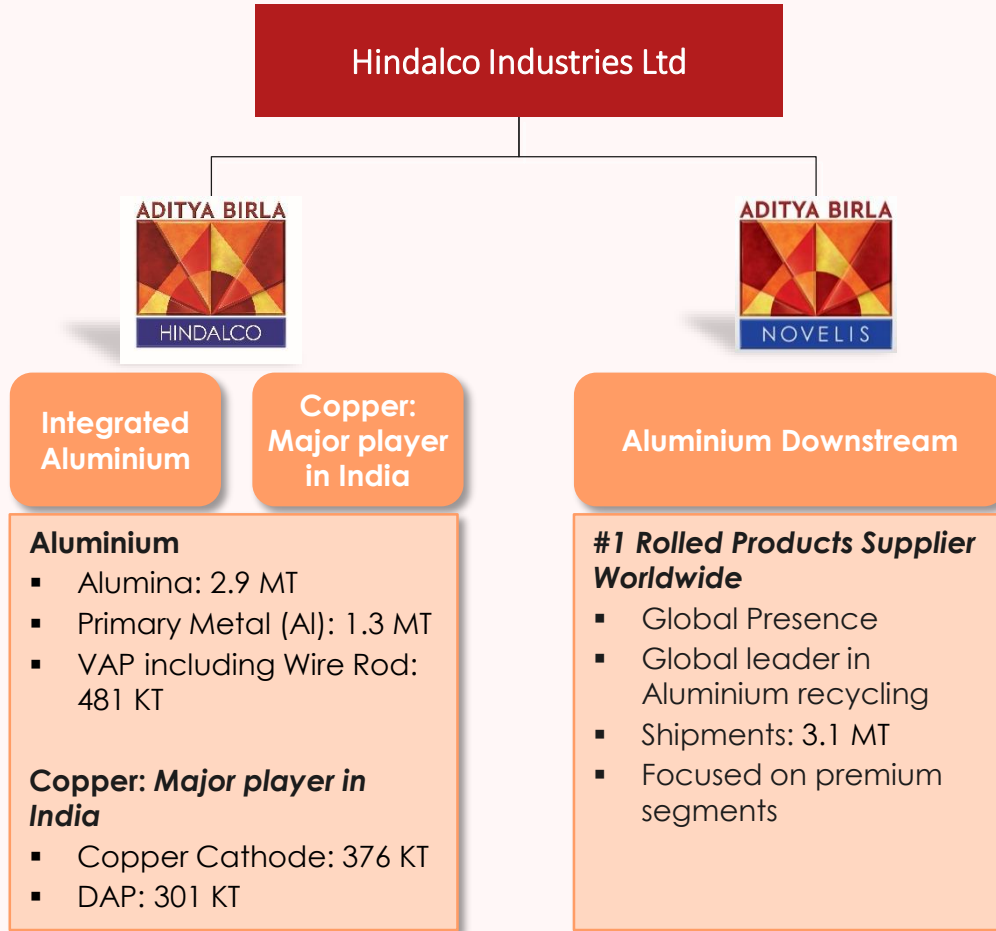 Hindalco Industries Ltd
ADITYA BIRLA
HINDALCO
ADITYA BIRLA
NOVELIS
Integrated
Aluminium
Copper:
Major player
in India
Aluminium Downstream
Aluminium
▪ Alumina: 2.9 MT
▪ Primary Metal (Al): 1.3 MT
▪ VAP including Wire Rod:
481 KT
Copper: Major player in
India
▪ Copper Cathode: 376 KT
▪ DAP: 301 KT
#1 Rolled Products Supplier
Worldwide
▪ Global Presence
▪ Global leader in
Aluminium recycling
▪ Shipments: 3.1 MT
▪ Focused on premium
segments